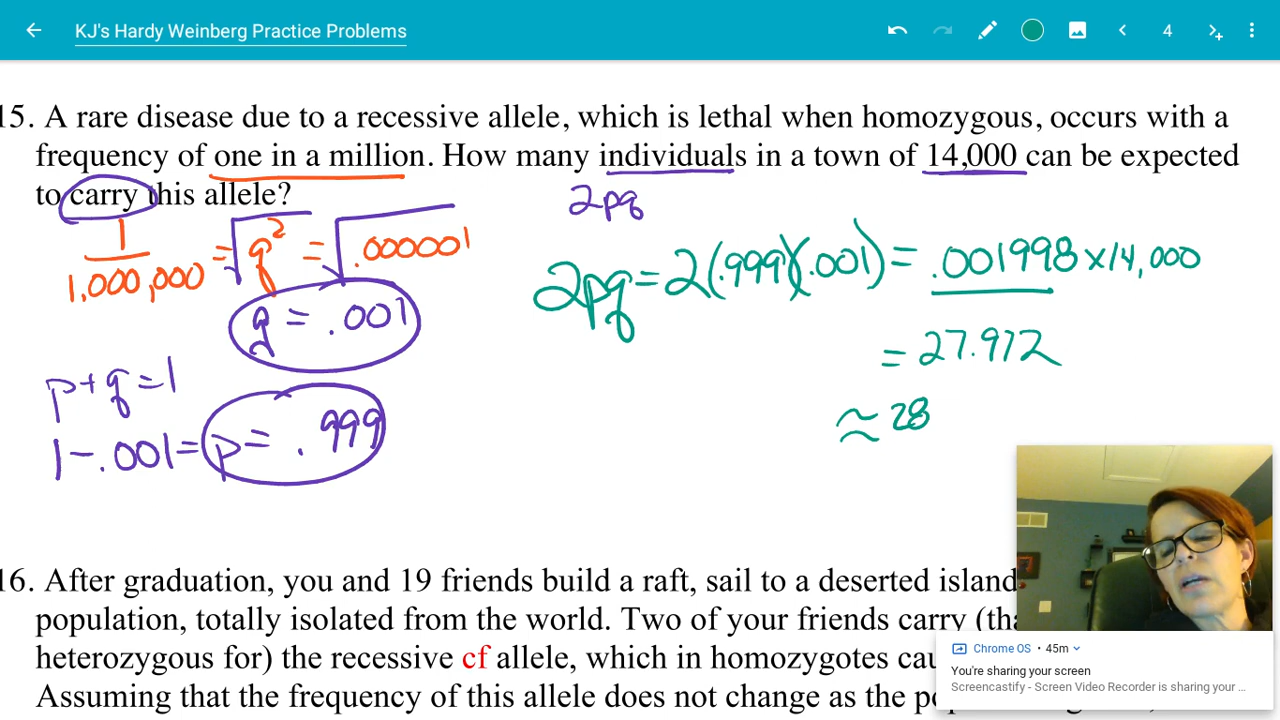 KJ's Hardy Weinberg Practice Problems
4
15. A rare disease due to a recessive allele, which is lethal when homozygous, occurs with a
frequency of one in a million. How many individuals in a town of 14,000 can be expected
to carry this allele?
2pq
1/1,000,000 = √q² = √.000001
q = .001
p+q=1
1-.001= p= .999
2pq=2(.999)(.001)= .001998x14,000
= 27.972
≈ 28
16. After graduation, you and 19 friends build a raft, sail to a deserted island
population, totally isolated from the world. Two of your friends carry
heterozygous for) the recessive cf allele, which in homozygotes
Assuming that the frequency of this allele does not change as the
Chrome OS • 45m
You're sharing your screen
Screencastify - Screen Video Recorder is sharing your ...